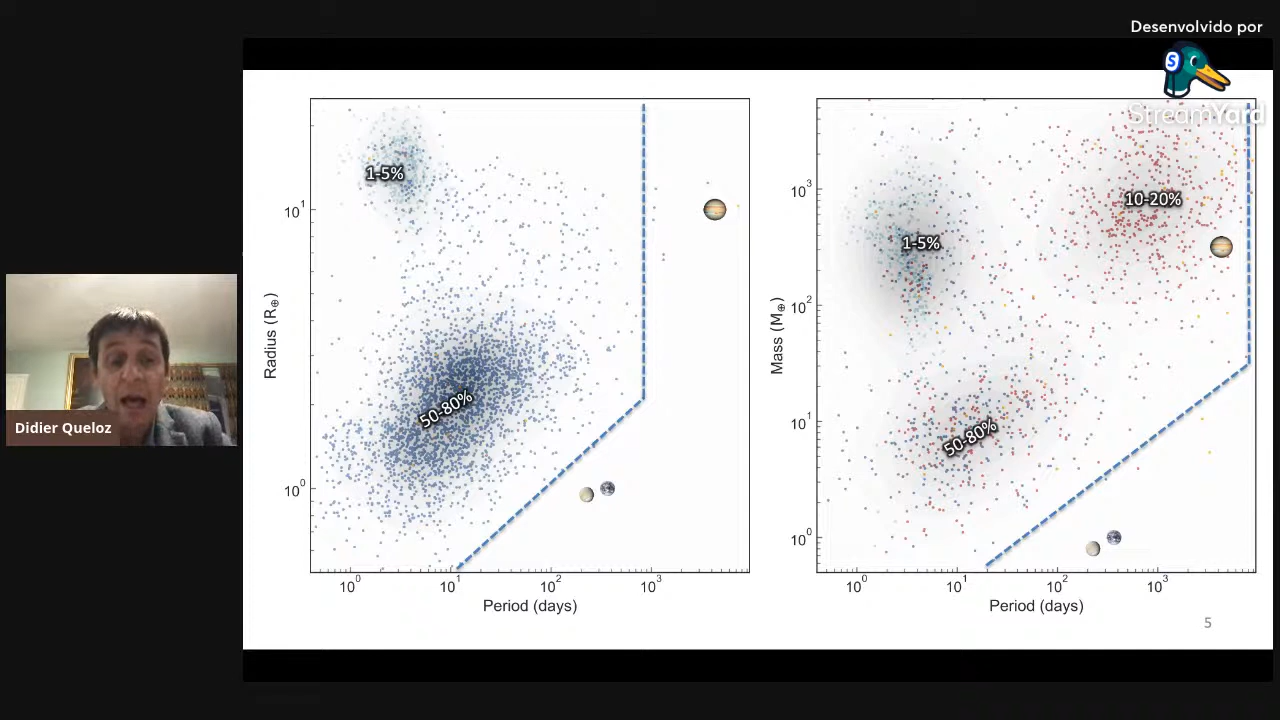 Desenvolvido por
S
StreamYard
Didier Queloz
Radius (R⊕)
10¹
10⁰
1-5%
50-80%
10⁰ 10¹ 10² 10³
Period (days)
Mass (M⊕)
10³
10²
10¹
10⁰
1-5%
10-20%
50-80%
10⁰ 10¹ 10² 10³
Period (days)
5